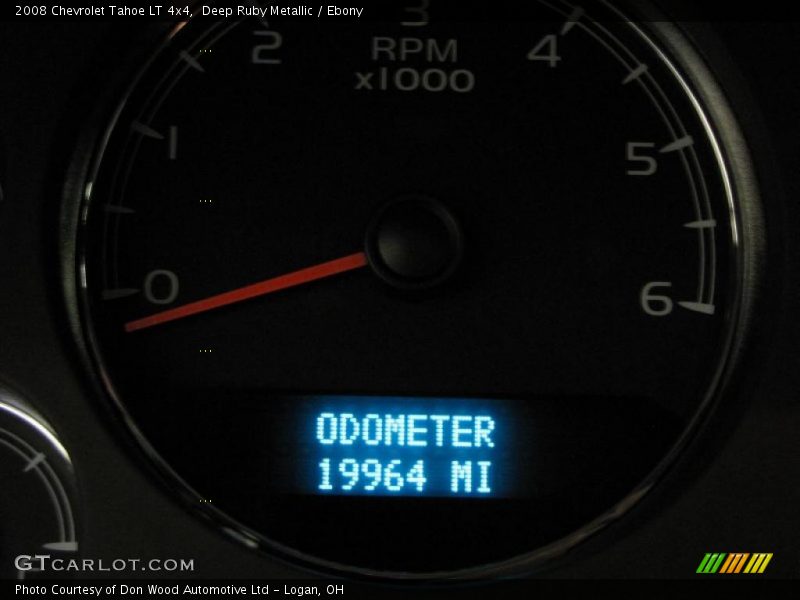 2008 Chevrolet Tahoe LT 4x4, Deep Ruby Metallic / Ebony
3
2 RPM 4
x1000
1 5
0 6
ODOMETER
19964 MI
GTCARLOT.COM
Photo Courtesy of Don Wood Automotive Ltd - Logan, OH